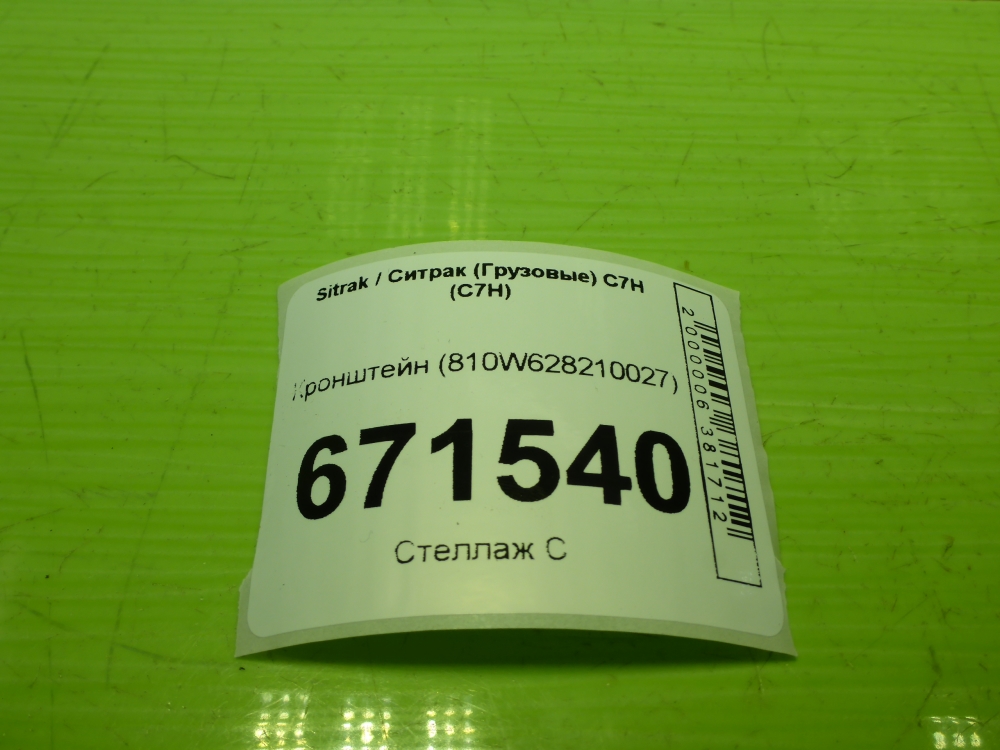 Sitrak / Ситрак (Грузовые) C7H
(C7H)
Кронштейн (810W628210027)
671540
Стеллаж С
2000006381712